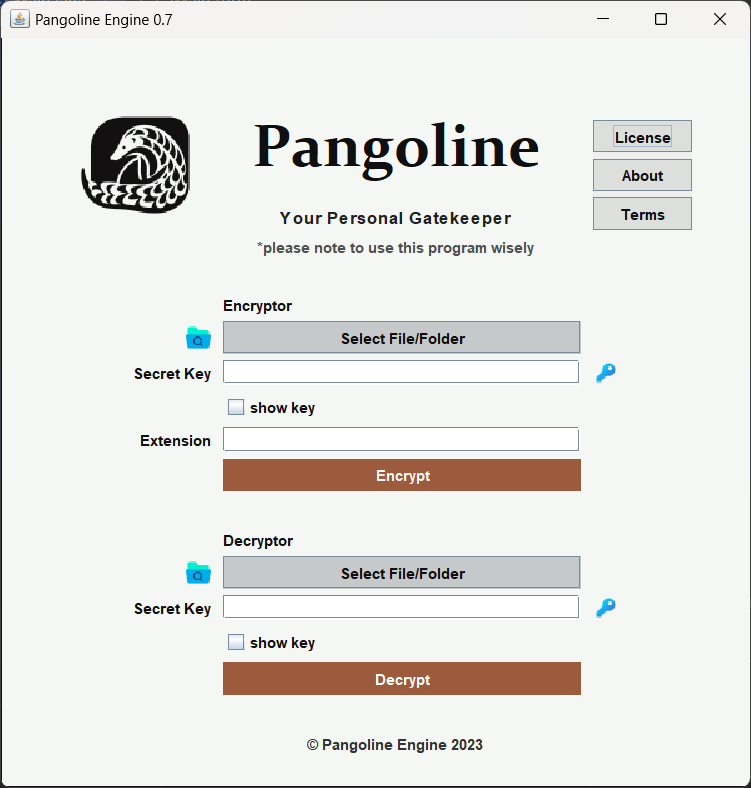 Pangoline Engine 0.7
Pangoline
License
About
Terms
Your Personal Gatekeeper
*please note to use this program wisely
Encryptor
Select File/Folder
Secret Key
show key
Extension
Encrypt
Decryptor
Select File/Folder
Secret Key
show key
Decrypt
© Pangoline Engine 2023